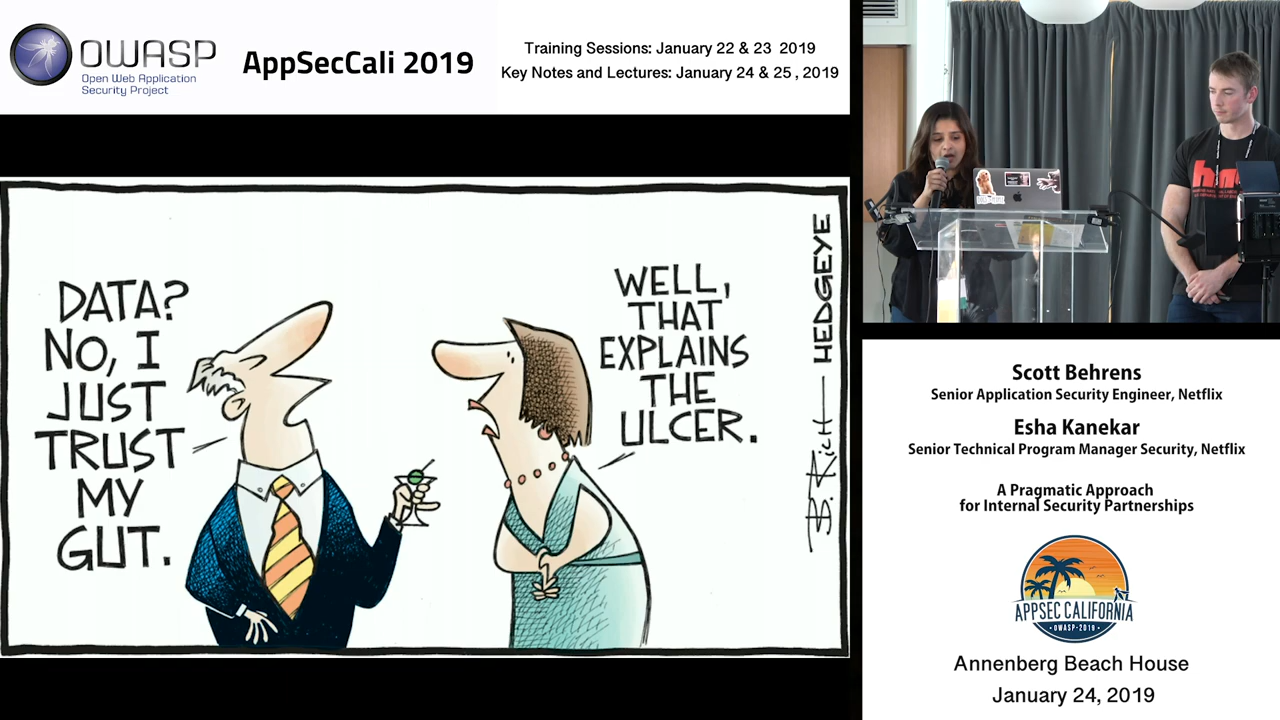 OWASP
Open Web Application
Security Project
AppSecCali 2019
Training Sessions: January 22 & 23 2019
Key Notes and Lectures: January 24 & 25 , 2019
DATA?
NO, I
JUST
TRUST
MY
GUT.
WELL,
THAT
EXPLAINS
THE
ULCER.
B. Rich — HEDGEYE
Scott Behrens
Senior Application Security Engineer, Netflix
Esha Kanekar
Senior Technical Program Manager Security, Netflix
A Pragmatic Approach
for Internal Security Partnerships
APPSEC CALIFORNIA
• OWASP-2019 •
Annenberg Beach House
January 24, 2019